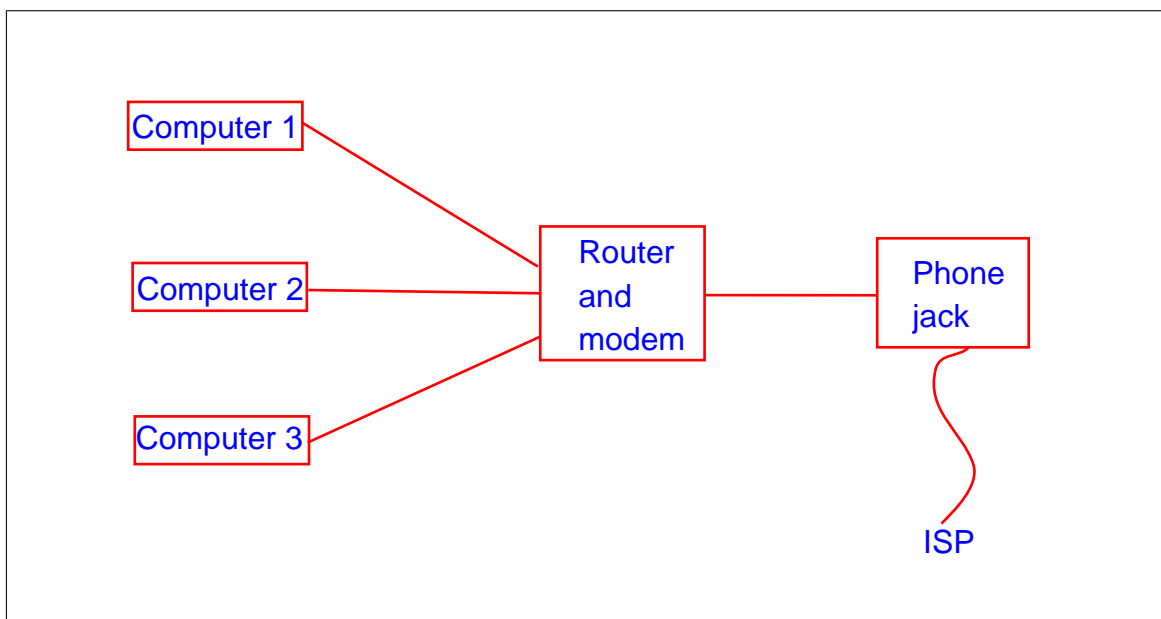 Computer 1
Computer 2
Computer 3
Router
and
modem
Phone
jack
ISP